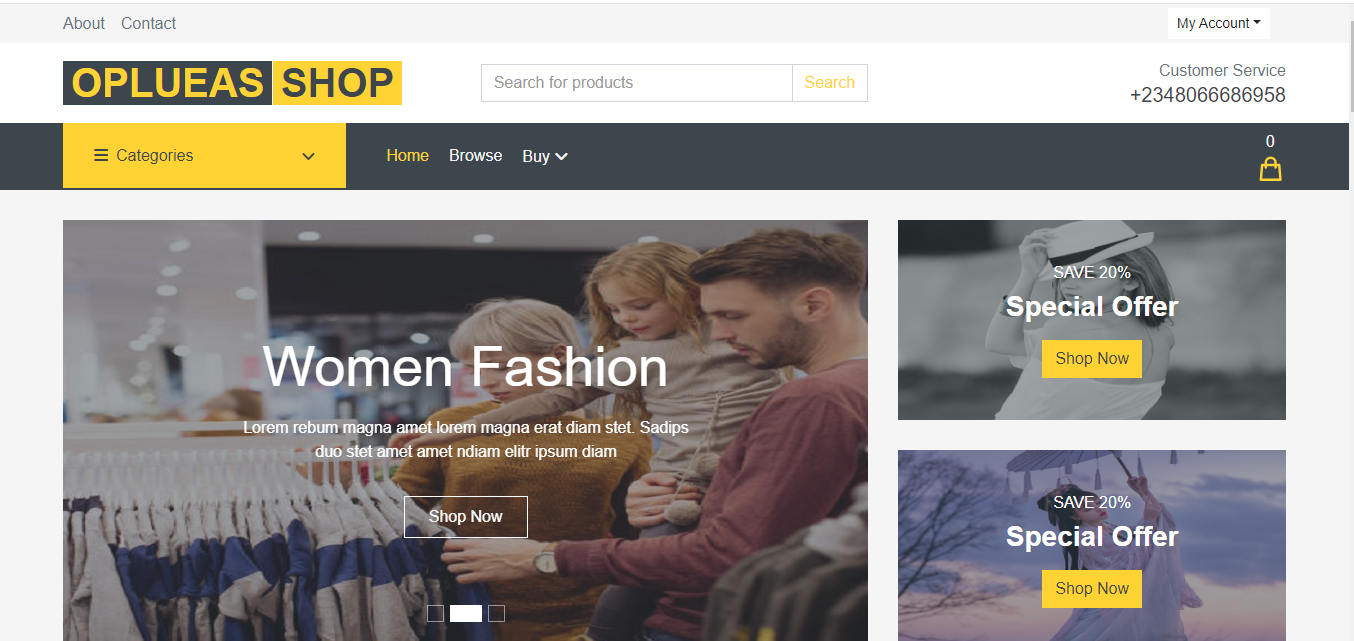 About Contact My Account
OPLUEAS SHOP
Search for products Search
Customer Service
+2348066686958
Categories Home Browse Buy 0
Women Fashion
Lorem rebum magna amet lorem magna erat diam stet. Sadips
duo stet amet amet ndiam elitr ipsum diam
Shop Now
SAVE 20%
Special Offer
Shop Now
SAVE 20%
Special Offer
Shop Now